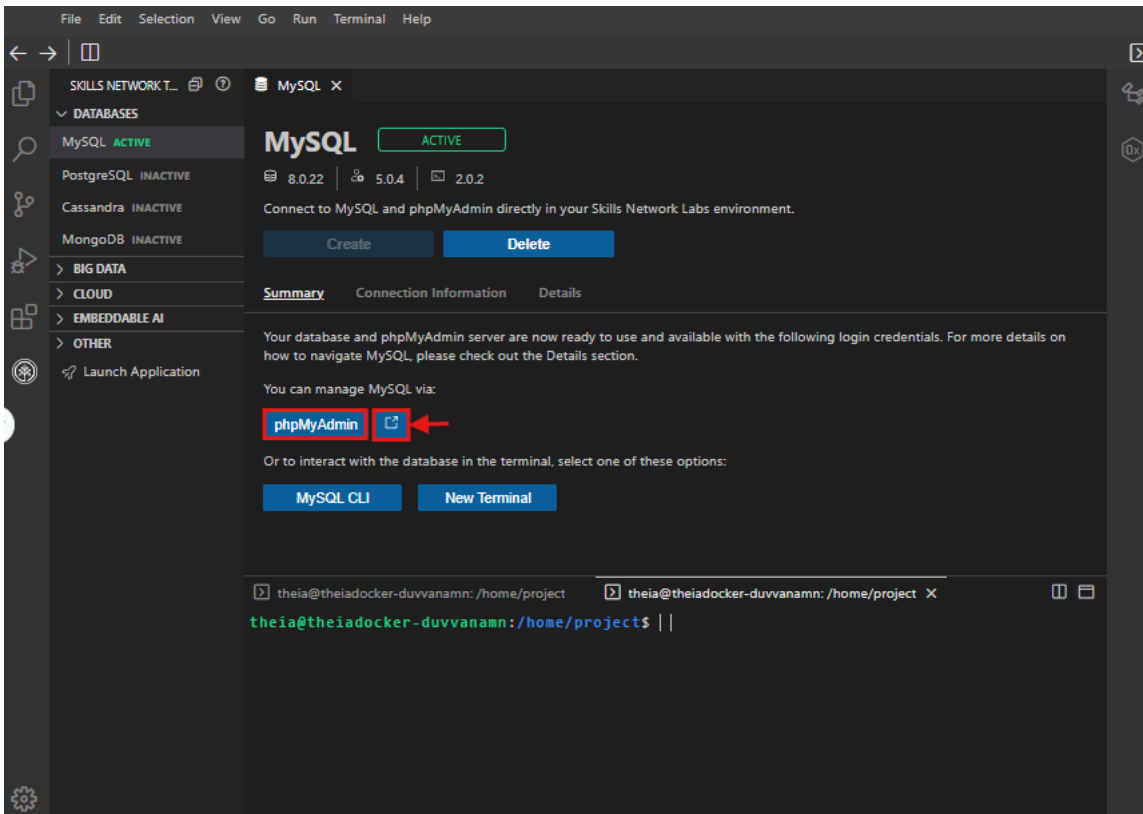 File Edit Selection View Go Run Terminal Help
SKILLS NETWORK T...
DATABASES
MySQL ACTIVE
PostgreSQL INACTIVE
Cassandra INACTIVE
MongoDB INACTIVE
BIG DATA
CLOUD
EMBEDDABLE AI
OTHER
Launch Application
MySQL
MySQL ACTIVE
8.0.22 5.0.4 2.0.2
Connect to MySQL and phpMyAdmin directly in your Skills Network Labs environment.
Create Delete
Summary Connection Information Details
Your database and phpMyAdmin server are now ready to use and available with the following login credentials. For more details on
how to navigate MySQL, please check out the Details section.
You can manage MySQL via:
phpMyAdmin
Or to interact with the database in the terminal, select one of these options:
MySQL CLI New Terminal
theia@theiadocker-duvvanamn: /home/project theia@theiadocker-duvvanamn: /home/project
theia@theiadocker-duvvanamn:/home/project$